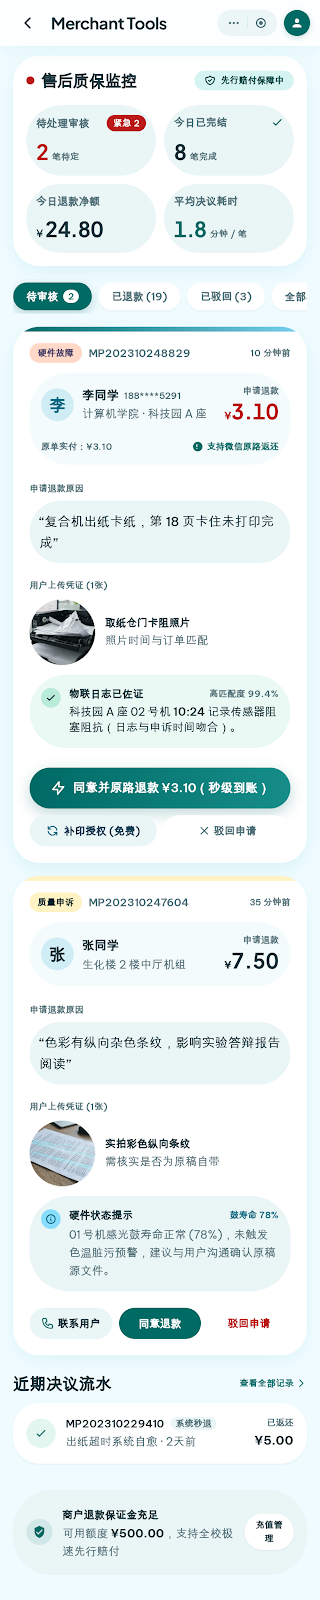 Merchant Tools
售后质保监控
先行赔付保障中
待处理审核
紧急 2
2 笔待定
今日已完结
8 笔完成
今日退款净额
¥24.80
平均决议耗时
1.8 分钟 / 笔
待审核 2
已退款 (19)
已驳回 (3)
全部
硬件故障
MP202310248829
10 分钟前
李
李同学 188****5291
计算机学院 · 科技园 A 座
申请退款
¥3.10
原单实付：¥3.10
支持微信原路返还
申请退款原因
“复合机出纸卡纸，第 18 页卡住未打印完
成”
用户上传凭证 (1张)
取纸仓门卡阻照片
照片时间与订单匹配
物联日志已佐证
高匹配度 99.4%
科技园 A 座 02 号机 10:24 记录传感器阻
塞阻抗（日志与申诉时间吻合）。
同意并原路退款 ¥3.10（秒级到账）
补印授权 (免费)
驳回申请
质量申诉
MP202310247604
35 分钟前
张
张同学
生化楼 2 楼中厅机组
申请退款
¥7.50
申请退款原因
“色彩有纵向杂色条纹，影响实验答辩报告
阅读”
用户上传凭证 (1张)
实拍彩色纵向条纹
需核实是否为原稿自带
硬件状态提示
鼓寿命 78%
01 号机感光鼓寿命正常 (78%)，未触发
色温脏污预警，建议与用户沟通确认原稿
源文件。
联系用户
同意退款
驳回申请
近期决议流水
查看全部记录
MP202310229410 系统秒退
出纸超时系统自愈 · 2天前
已返还
¥5.00
商户退款保证金充足
可用额度 ¥500.00，支持全校极
速先行赔付
充值管
理